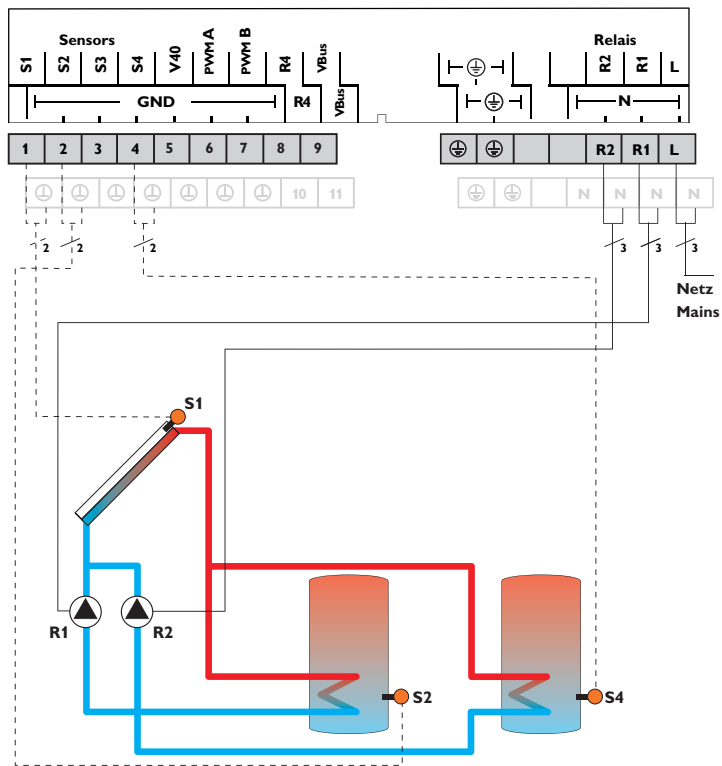 Sensors
Relais
S1 S2 S3 S4 V40 PWM A PWM B R4 VBus
R2 R1 L
GND R4 VBus
N
1 2 3 4 5 6 7 8 9
R2 R1 L
10 11
N N N
2 2 2
3 3 3
Netz
Mains
S1
R1 R2
S2 S4